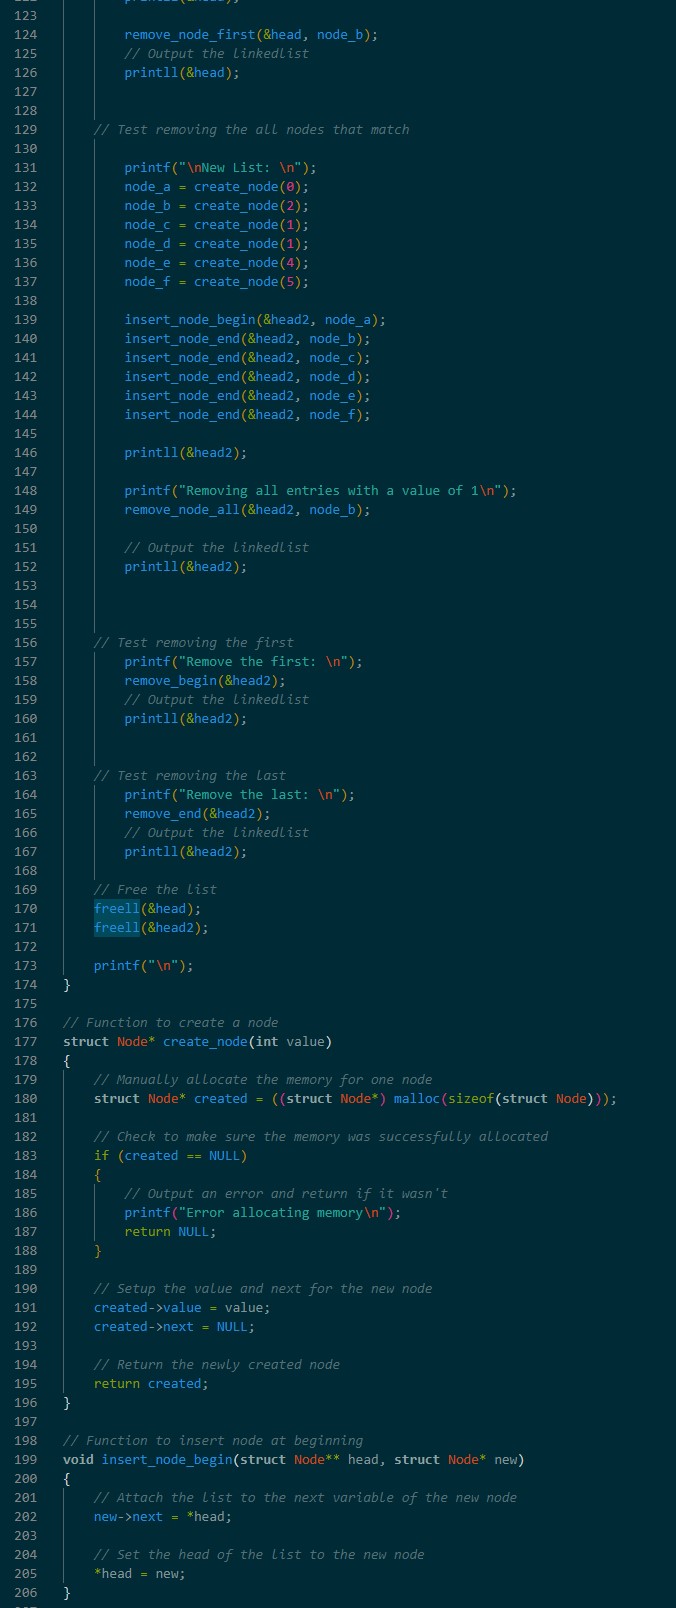 123
124 remove_node_first(&head, node_b);
125 // Output the linkedlist
126 printll(&head);
127
128
129 // Test removing the all nodes that match
130
131 printf("\nNew List: \n");
132 node_a = create_node(0);
133 node_b = create_node(2);
134 node_c = create_node(1);
135 node_d = create_node(1);
136 node_e = create_node(4);
137 node_f = create_node(5);
138
139 insert_node_begin(&head2, node_a);
140 insert_node_end(&head2, node_b);
141 insert_node_end(&head2, node_c);
142 insert_node_end(&head2, node_d);
143 insert_node_end(&head2, node_e);
144 insert_node_end(&head2, node_f);
145
146 printll(&head2);
147
148 printf("Removing all entries with a value of 1\n");
149 remove_node_all(&head2, node_b);
150
151 // Output the linkedlist
152 printll(&head2);
153
154
155
156 // Test removing the first
157 printf("Remove the first: \n");
158 remove_begin(&head2);
159 // Output the linkedlist
160 printll(&head2);
161
162
163 // Test removing the last
164 printf("Remove the last: \n");
165 remove_end(&head2);
166 // Output the linkedlist
167 printll(&head2);
168
169 // Free the list
170 freell(&head);
171 freell(&head2);
172
173 printf("\n");
174 }
175
176 // Function to create a node
177 struct Node* create_node(int value)
178 {
179 // Manually allocate the memory for one node
180 struct Node* created = ((struct Node*) malloc(sizeof(struct Node)));
181
182 // Check to make sure the memory was successfully allocated
183 if (created == NULL)
184 {
185 // Output an error and return if it wasn't
186 printf("Error allocating memory\n");
187 return NULL;
188 }
189
190 // Setup the value and next for the new node
191 created->value = value;
192 created->next = NULL;
193
194 // Return the newly created node
195 return created;
196 }
197
198 // Function to insert node at beginning
199 void insert_node_begin(struct Node** head, struct Node* new)
200 {
201 // Attach the list to the next variable of the new node
202 new->next = *head;
203
204 // Set the head of the list to the new node
205 *head = new;
206 }